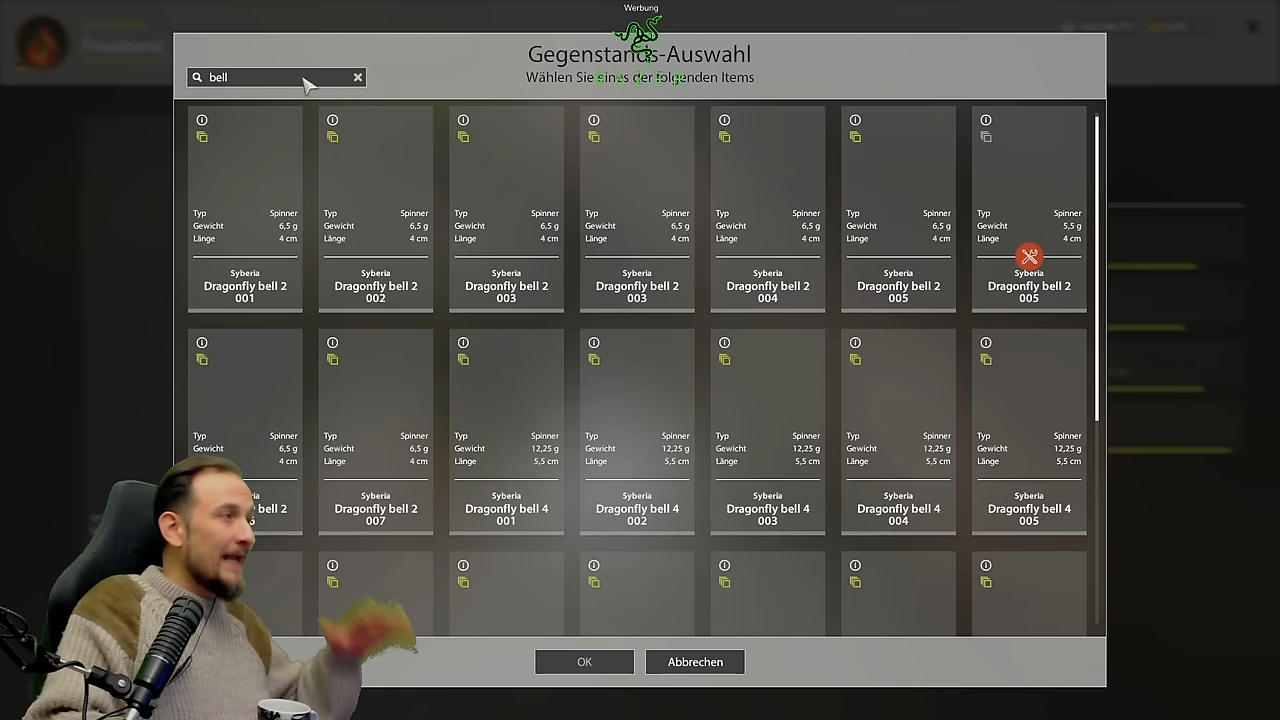 Werbung
Gegenstands-Auswahl
Wählen Sie eines der folgenden Items
RAZER
bell
Typ Spinner
Gewicht 6,5 g
Länge 4 cm
Syberia
Dragonfly bell 2
001
Typ Spinner
Gewicht 6,5 g
Länge 4 cm
Syberia
Dragonfly bell 2
002
Typ Spinner
Gewicht 6,5 g
Länge 4 cm
Syberia
Dragonfly bell 2
003
Typ Spinner
Gewicht 6,5 g
Länge 4 cm
Syberia
Dragonfly bell 2
003
Typ Spinner
Gewicht 6,5 g
Länge 4 cm
Syberia
Dragonfly bell 2
004
Typ Spinner
Gewicht 6,5 g
Länge 4 cm
Syberia
Dragonfly bell 2
005
Typ Spinner
Gewicht 5,5 g
Länge 4 cm
Syberia
Dragonfly bell 2
005
Typ Spinner
Gewicht 6,5 g
4 cm
bell 2
Typ Spinner
Gewicht 6,5 g
Länge 4 cm
Syberia
Dragonfly bell 2
007
Typ Spinner
Gewicht 12,25 g
Länge 5,5 cm
Syberia
Dragonfly bell 4
001
Typ Spinner
Gewicht 12,25 g
Länge 5,5 cm
Syberia
Dragonfly bell 4
002
Typ Spinner
Gewicht 12,25 g
Länge 5,5 cm
Syberia
Dragonfly bell 4
003
Typ Spinner
Gewicht 12,25 g
Länge 5,5 cm
Syberia
Dragonfly bell 4
004
Typ Spinner
Gewicht 12,25 g
Länge 5,5 cm
Syberia
Dragonfly bell 4
005
OK
Abbrechen